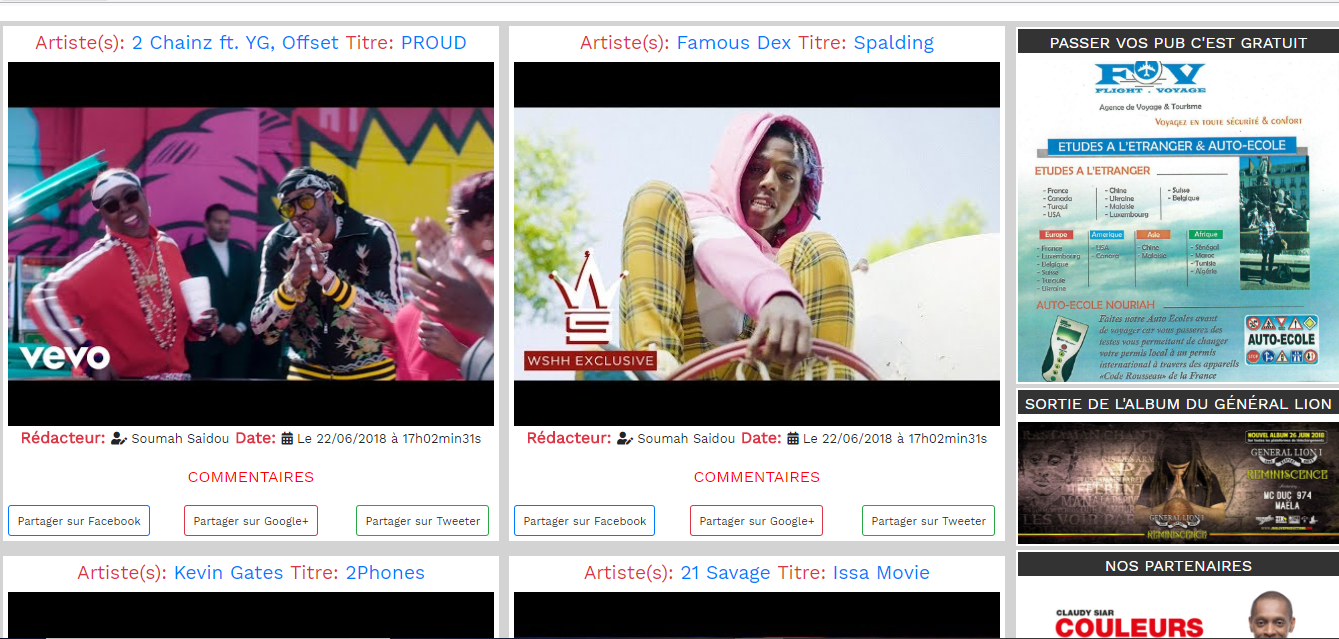 Artiste(s): 2 Chainz ft. YG, Offset Titre: PROUD
vevo
Rédacteur: Soumah Saidou Date: Le 22/06/2018 à 17h02min31s
COMMENTAIRES
Partager sur Facebook
Partager sur Google+
Partager sur Tweeter
Artiste(s): Famous Dex Titre: Spalding
WSHH EXCLUSIVE
Rédacteur: Soumah Saidou Date: Le 22/06/2018 à 17h02min31s
COMMENTAIRES
Partager sur Facebook
Partager sur Google+
Partager sur Tweeter
Artiste(s): Kevin Gates Titre: 2Phones
Artiste(s): 21 Savage Titre: Issa Movie
PASSER VOS PUB C'EST GRATUIT
FLIGHT . VOYAGE
Agence de Voyage & Tourisme
VOYAGEZ EN TOUTE SÉCURITÉ & CONFORT
ETUDES A L'ETRANGER & AUTO-ECOLE
ETUDES A L'ETRANGER
- France
- Canada
- USA
- Chine
- Ukraine
- Malaisie
- Luxembourg
- Suisse
- Belgique
Europe
- France
- Luxembourg
- Belgique
- Suisse
- Ukraine
Amerique
- USA
- Canada
Asie
- Chine
- Malaisie
Afrique
- Sénégal
- Maroc
- Tunisie
- Algérie
AUTO-ECOLE NOURIAH
Faites notre Auto Ecoles avant
de voyager car vous passerez des
testes vous permettant de changer
votre permis local à un permis
international à travers des appareils
«Code Rousseau» de la France
AUTO-ECOLE
STOP
SORTIE DE L'ALBUM DU GÉNÉRAL LION
NOUVEL ALBUM 26 JUIN 2018
GENERAL LION I
REMINISCENCE
MC DUC 974
MAELA
GENERAL LION I
REMINISCENCE
NOS PARTENAIRES
CLAUDY SIAR
COULEURS